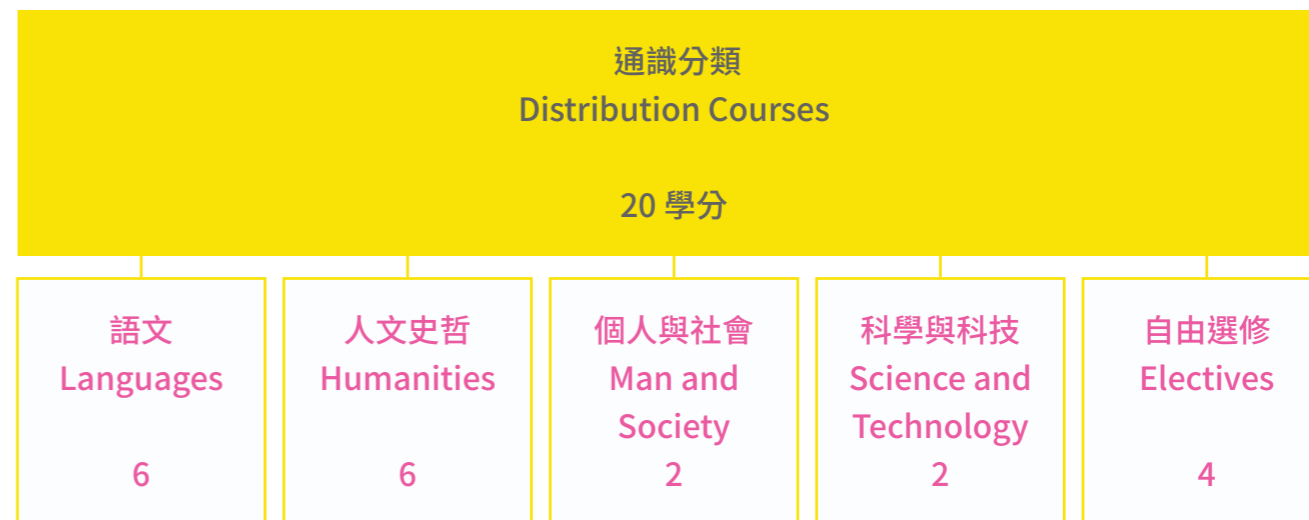 通識分類
Distribution Courses
20 學分
語文
Languages
6
人文史哲
Humanities
6
個人與社會
Man and
Society
2
科學與科技
Science and
Technology
2
自由選修
Electives
4